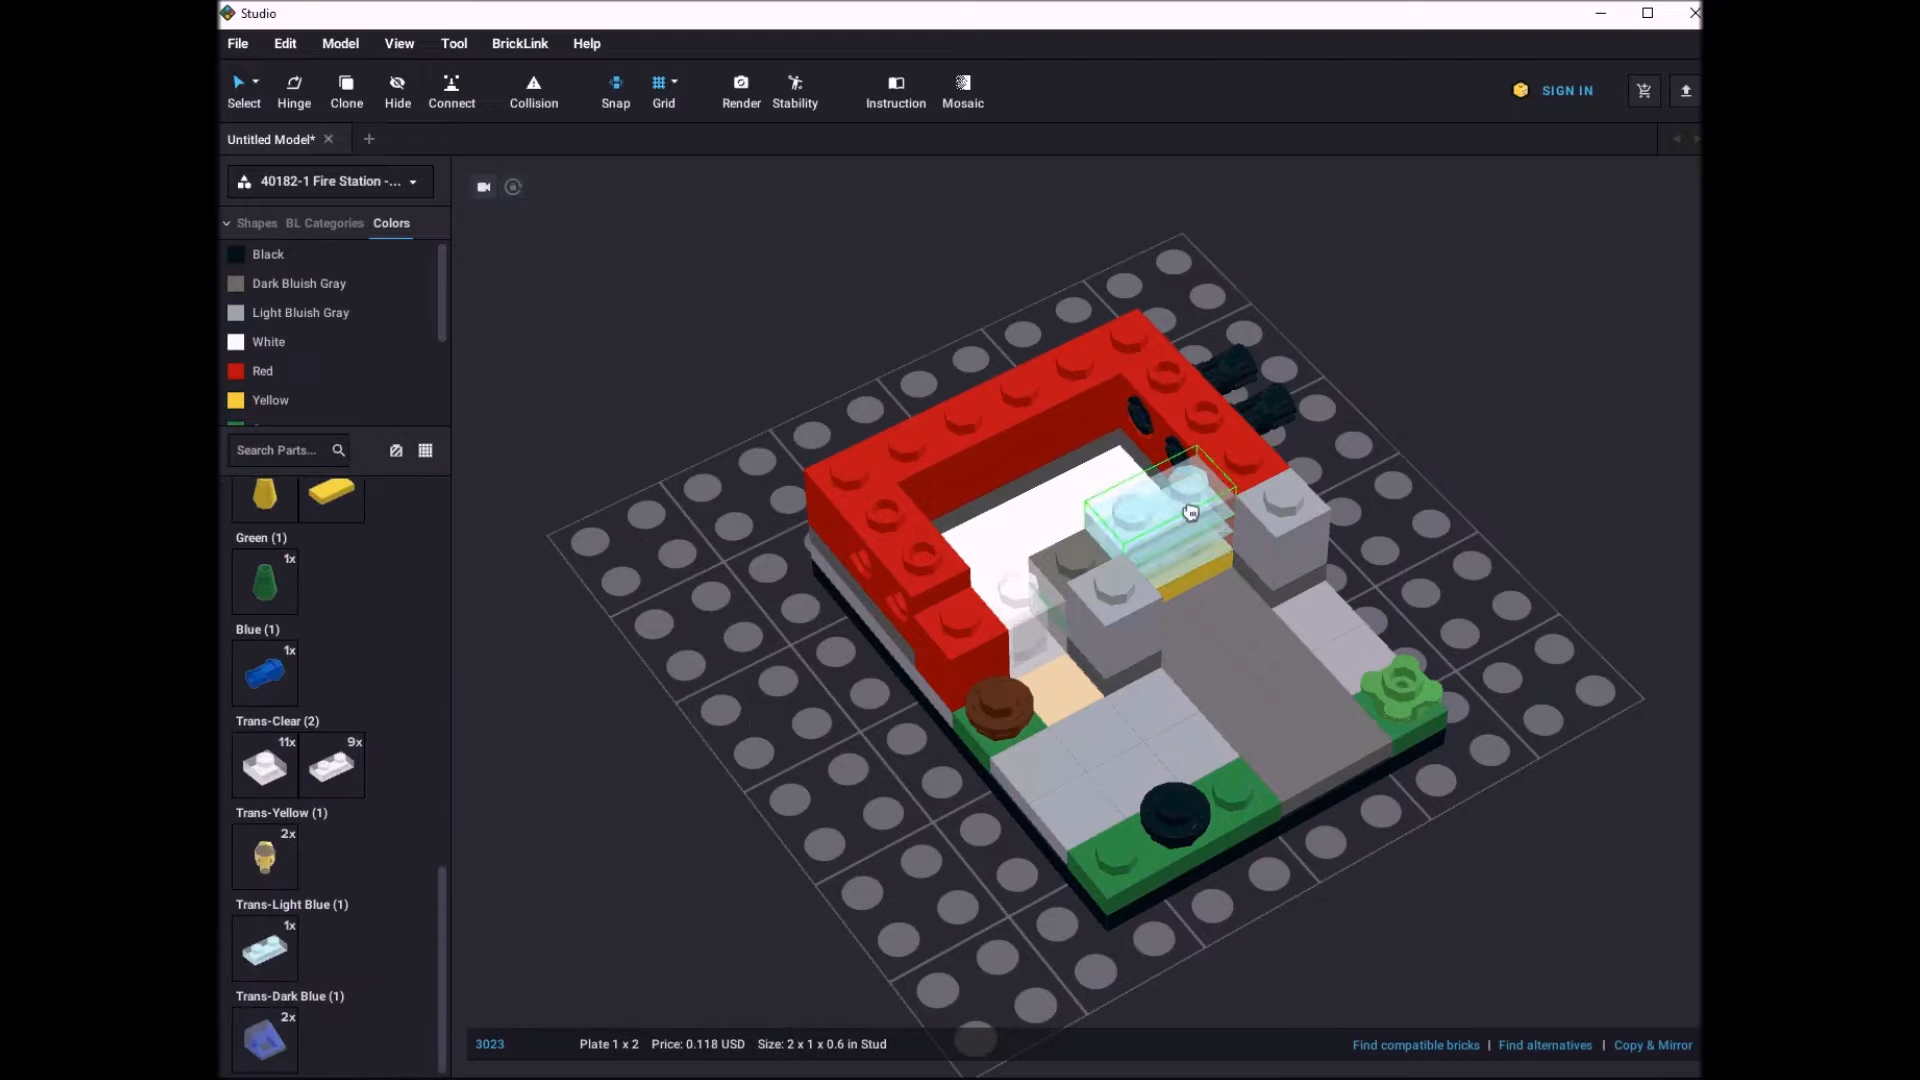 Studio
File Edit Model View Tool BrickLink Help
Select Hinge Clone Hide Connect Collision Snap Grid Render Stability Instruction Mosaic
SIGN IN
Untitled Model*
40182-1 Fire Station -...
Shapes BL Categories Colors
Black
Dark Bluish Gray
Light Bluish Gray
White
Red
Yellow
Search Parts...
Green (1)
1x
Blue (1)
1x
Trans-Clear (2)
11x 9x
Trans-Yellow (1)
2x
Trans-Light Blue (1)
1x
Trans-Dark Blue (1)
2x
3023 Plate 1 x 2 Price: 0.118 USD Size: 2 x 1 x 0.6 in Stud
Find compatible bricks | Find alternatives | Copy & Mirror